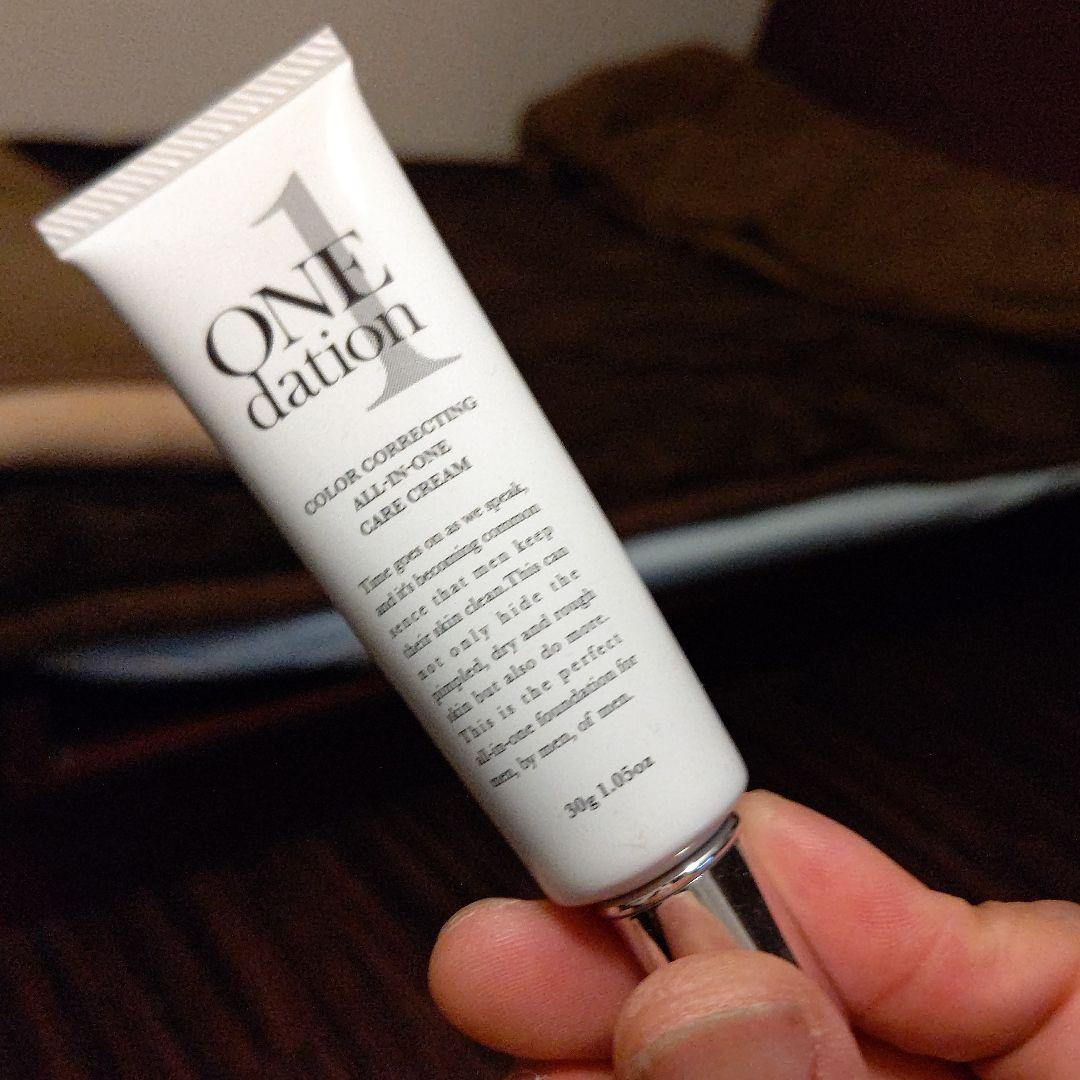 1
ONE
dation
COLOR CORRECTING
ALL-IN-ONE
CARE CREAM
Time goes on as we speak,
and it's becoming common
sence that men keep
their skin clean.This can
not only hide the
pimpled, dry and rough
skin but also do more.
This is the perfect
all-in-one foundation for
men, by men, of men.
30g 1.05oz